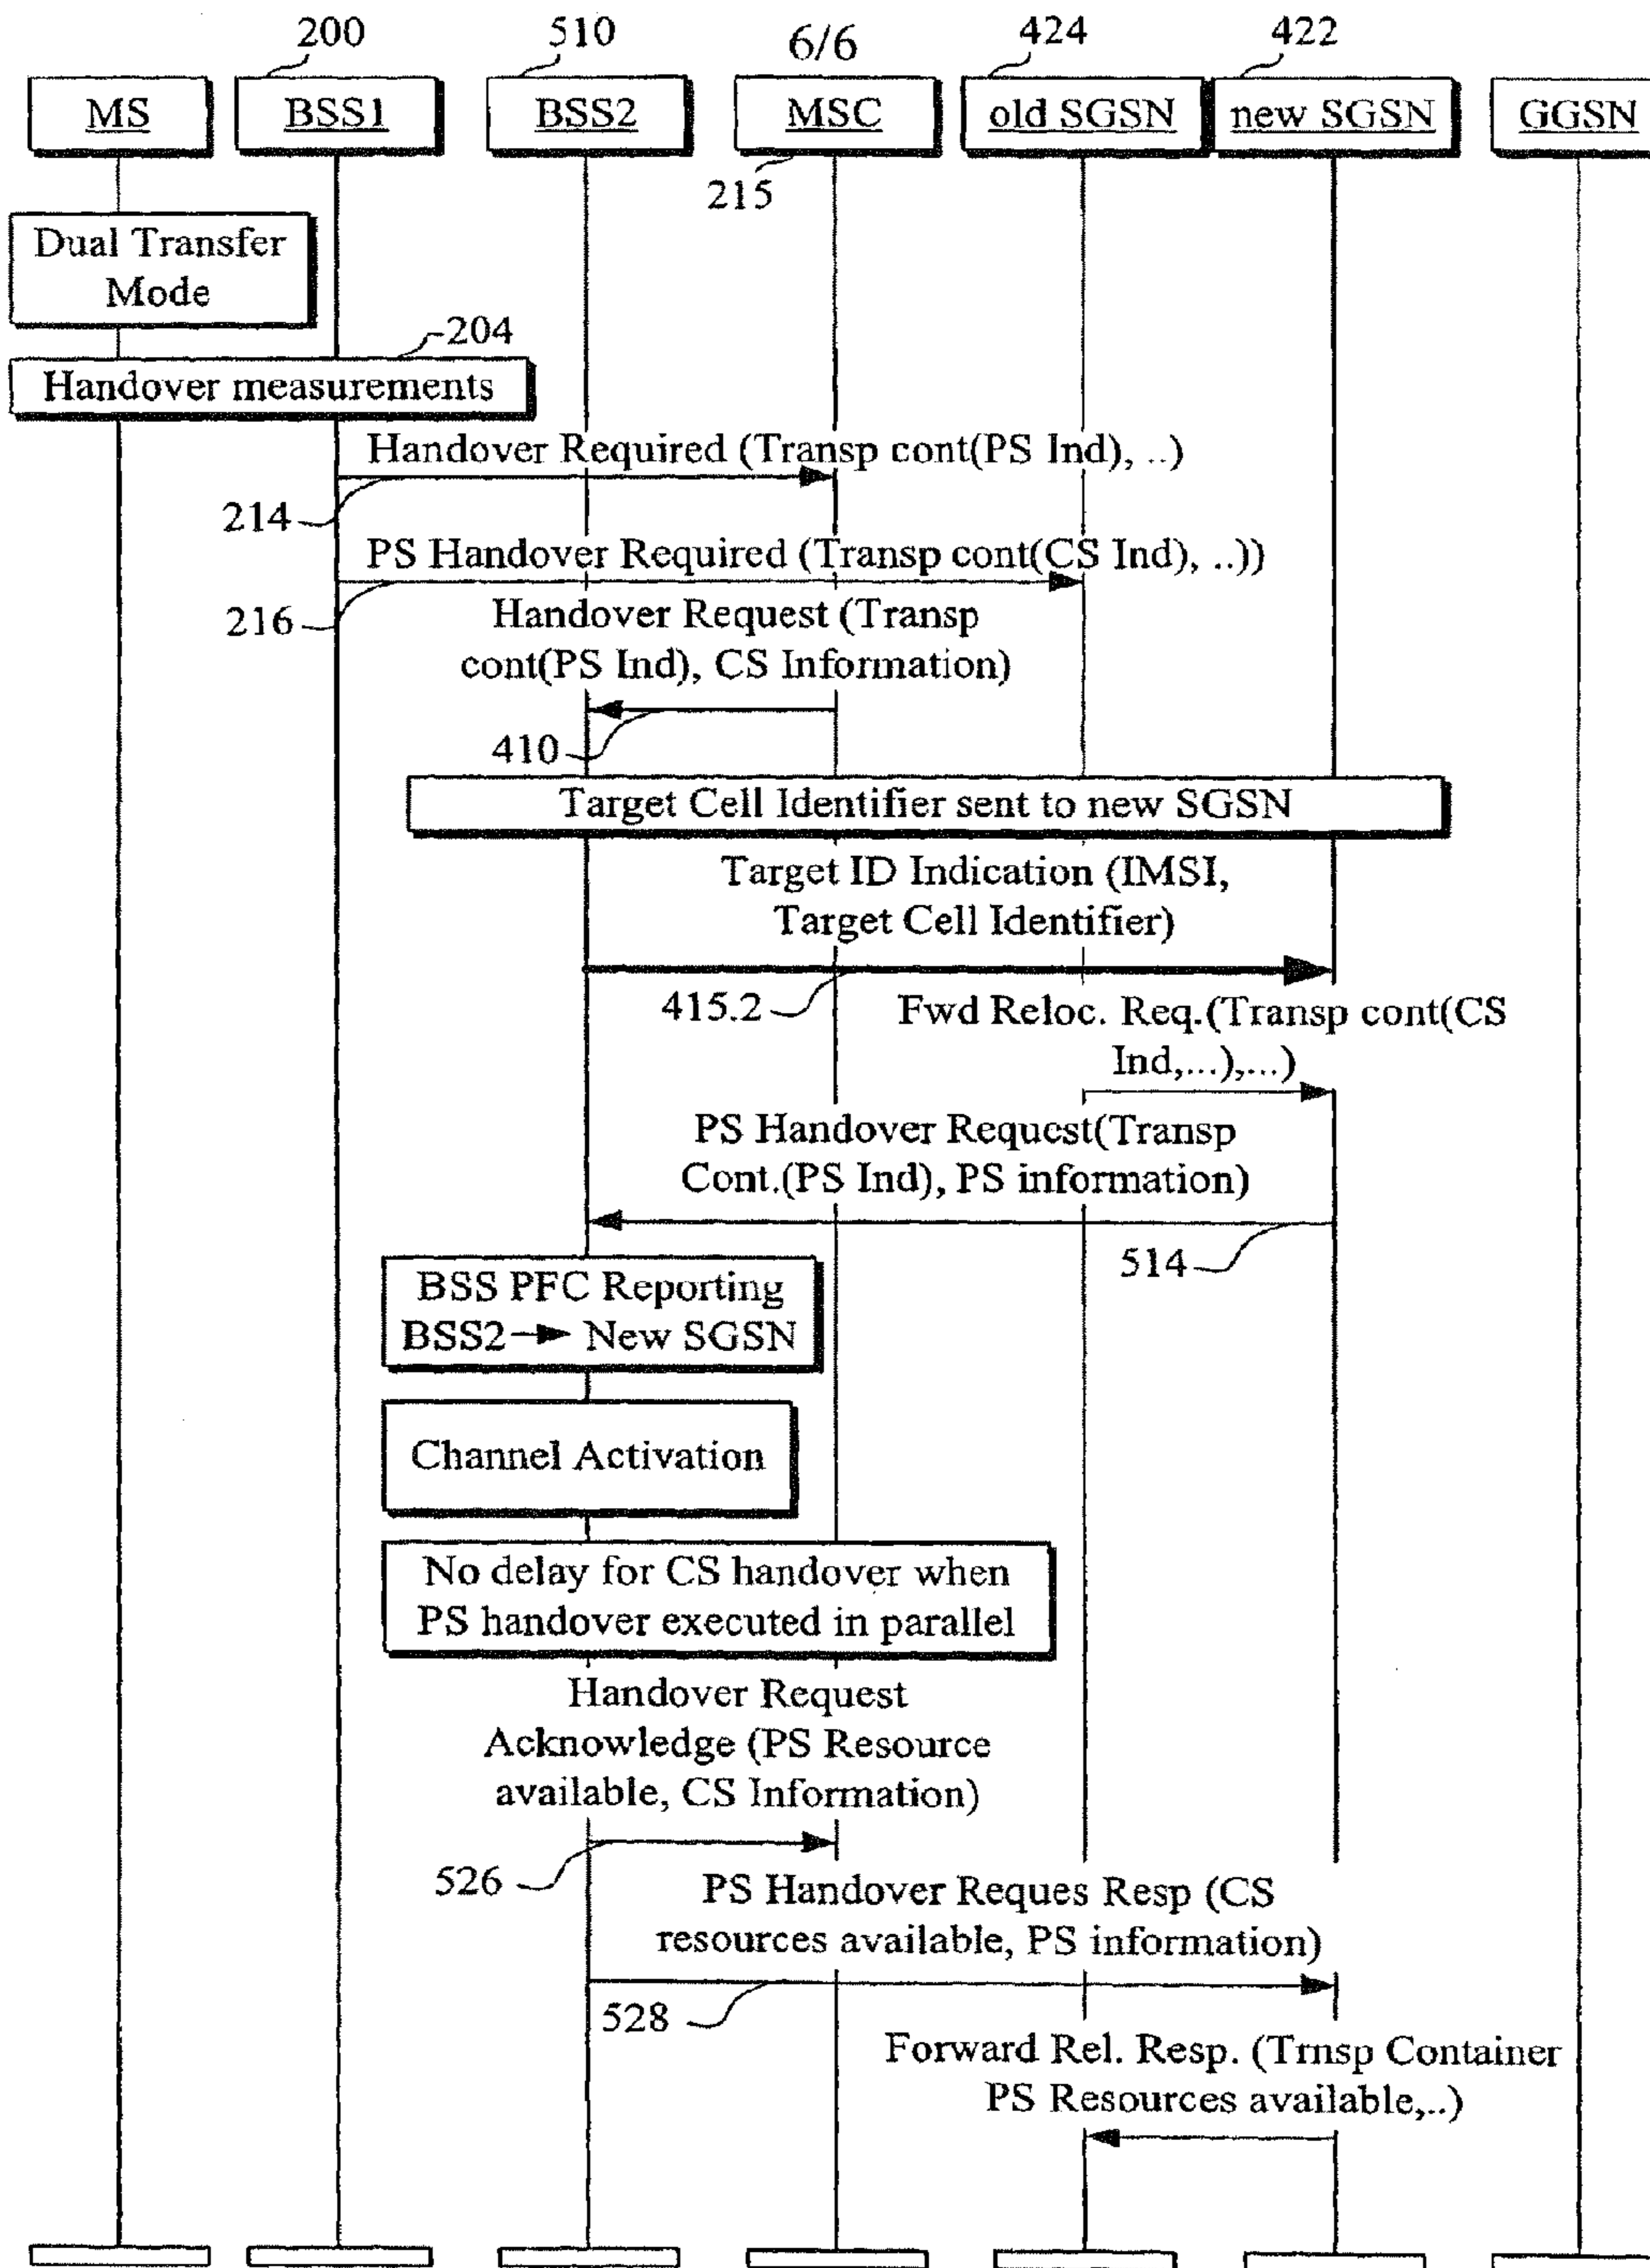 200 510 6/6 424 422
MS BSS1 BSS2 MSC old SGSN new SGSN GGSN
215
Dual Transfer
Mode
204
Handover measurements
Handover Required (Transp cont(PS Ind), ..)
214
PS Handover Required (Transp cont(CS Ind), ..))
216
Handover Request (Transp
cont(PS Ind), CS Information)
410
Target Cell Identifier sent to new SGSN
Target ID Indication (IMSI,
Target Cell Identifier)
415.2
Fwd Reloc. Req.(Transp cont(CS
Ind,...),...)
PS Handover Request(Transp
Cont.(PS Ind), PS information)
514
BSS PFC Reporting
BSS2 → New SGSN
Channel Activation
No delay for CS handover when
PS handover executed in parallel
Handover Request
Acknowledge (PS Resource
available, CS Information)
526
PS Handover Reques Resp (CS
resources available, PS information)
528
Forward Rel. Resp. (Trnsp Container
PS Resources available,..)